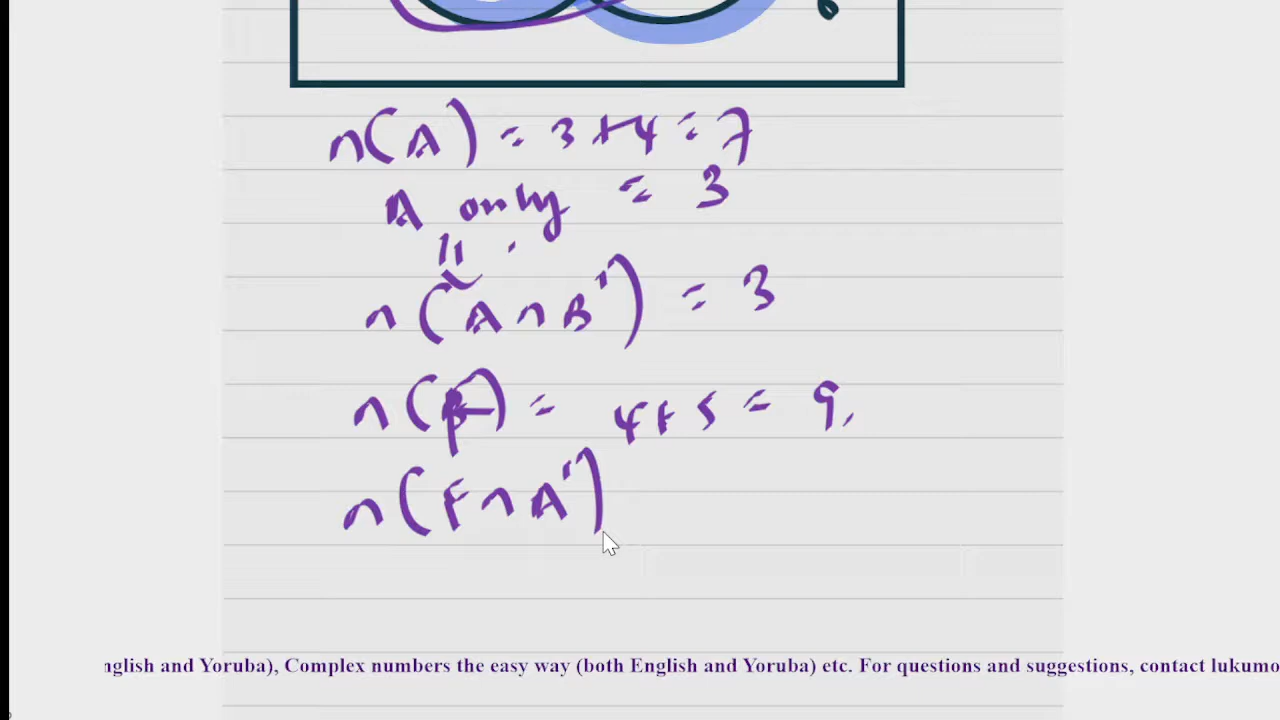 n(A) = 3+4 = 7
A only = 3
n(A∩B') = 3
n(F) = 4+5 = 9,
n(F∩A')
nglish and Yoruba), Complex numbers the easy way (both English and Yoruba) etc. For questions and suggestions, contact lukumo